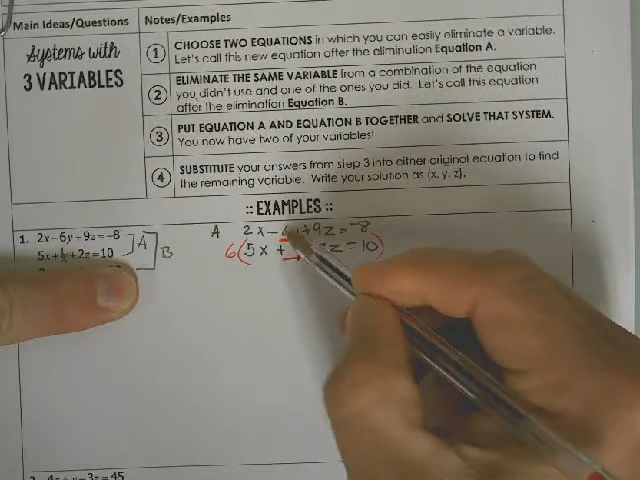 Main Ideas/Questions Notes/Examples
Systems with
3 VARIABLES
1 CHOOSE TWO EQUATIONS in which you can easily eliminate a variable.
Let's call this new equation after the elimination Equation A.
2 ELIMINATE THE SAME VARIABLE from a combination of the equation
you didn't use and one of the ones you did. Let's call this equation
after the elimination Equation B.
3 PUT EQUATION A AND EQUATION B TOGETHER and SOLVE THAT SYSTEM.
You now have two of your variables!
4 SUBSTITUTE your answers from step 3 into either original equation to find
the remaining variable. Write your solution as (x, y, z).
:: EXAMPLES ::
1. 2x-6y+9z=-8
5x+y+2z=10
A
B
A 2x-6y+9z=-8
6(5x + z=10)
4x+y-3z=45